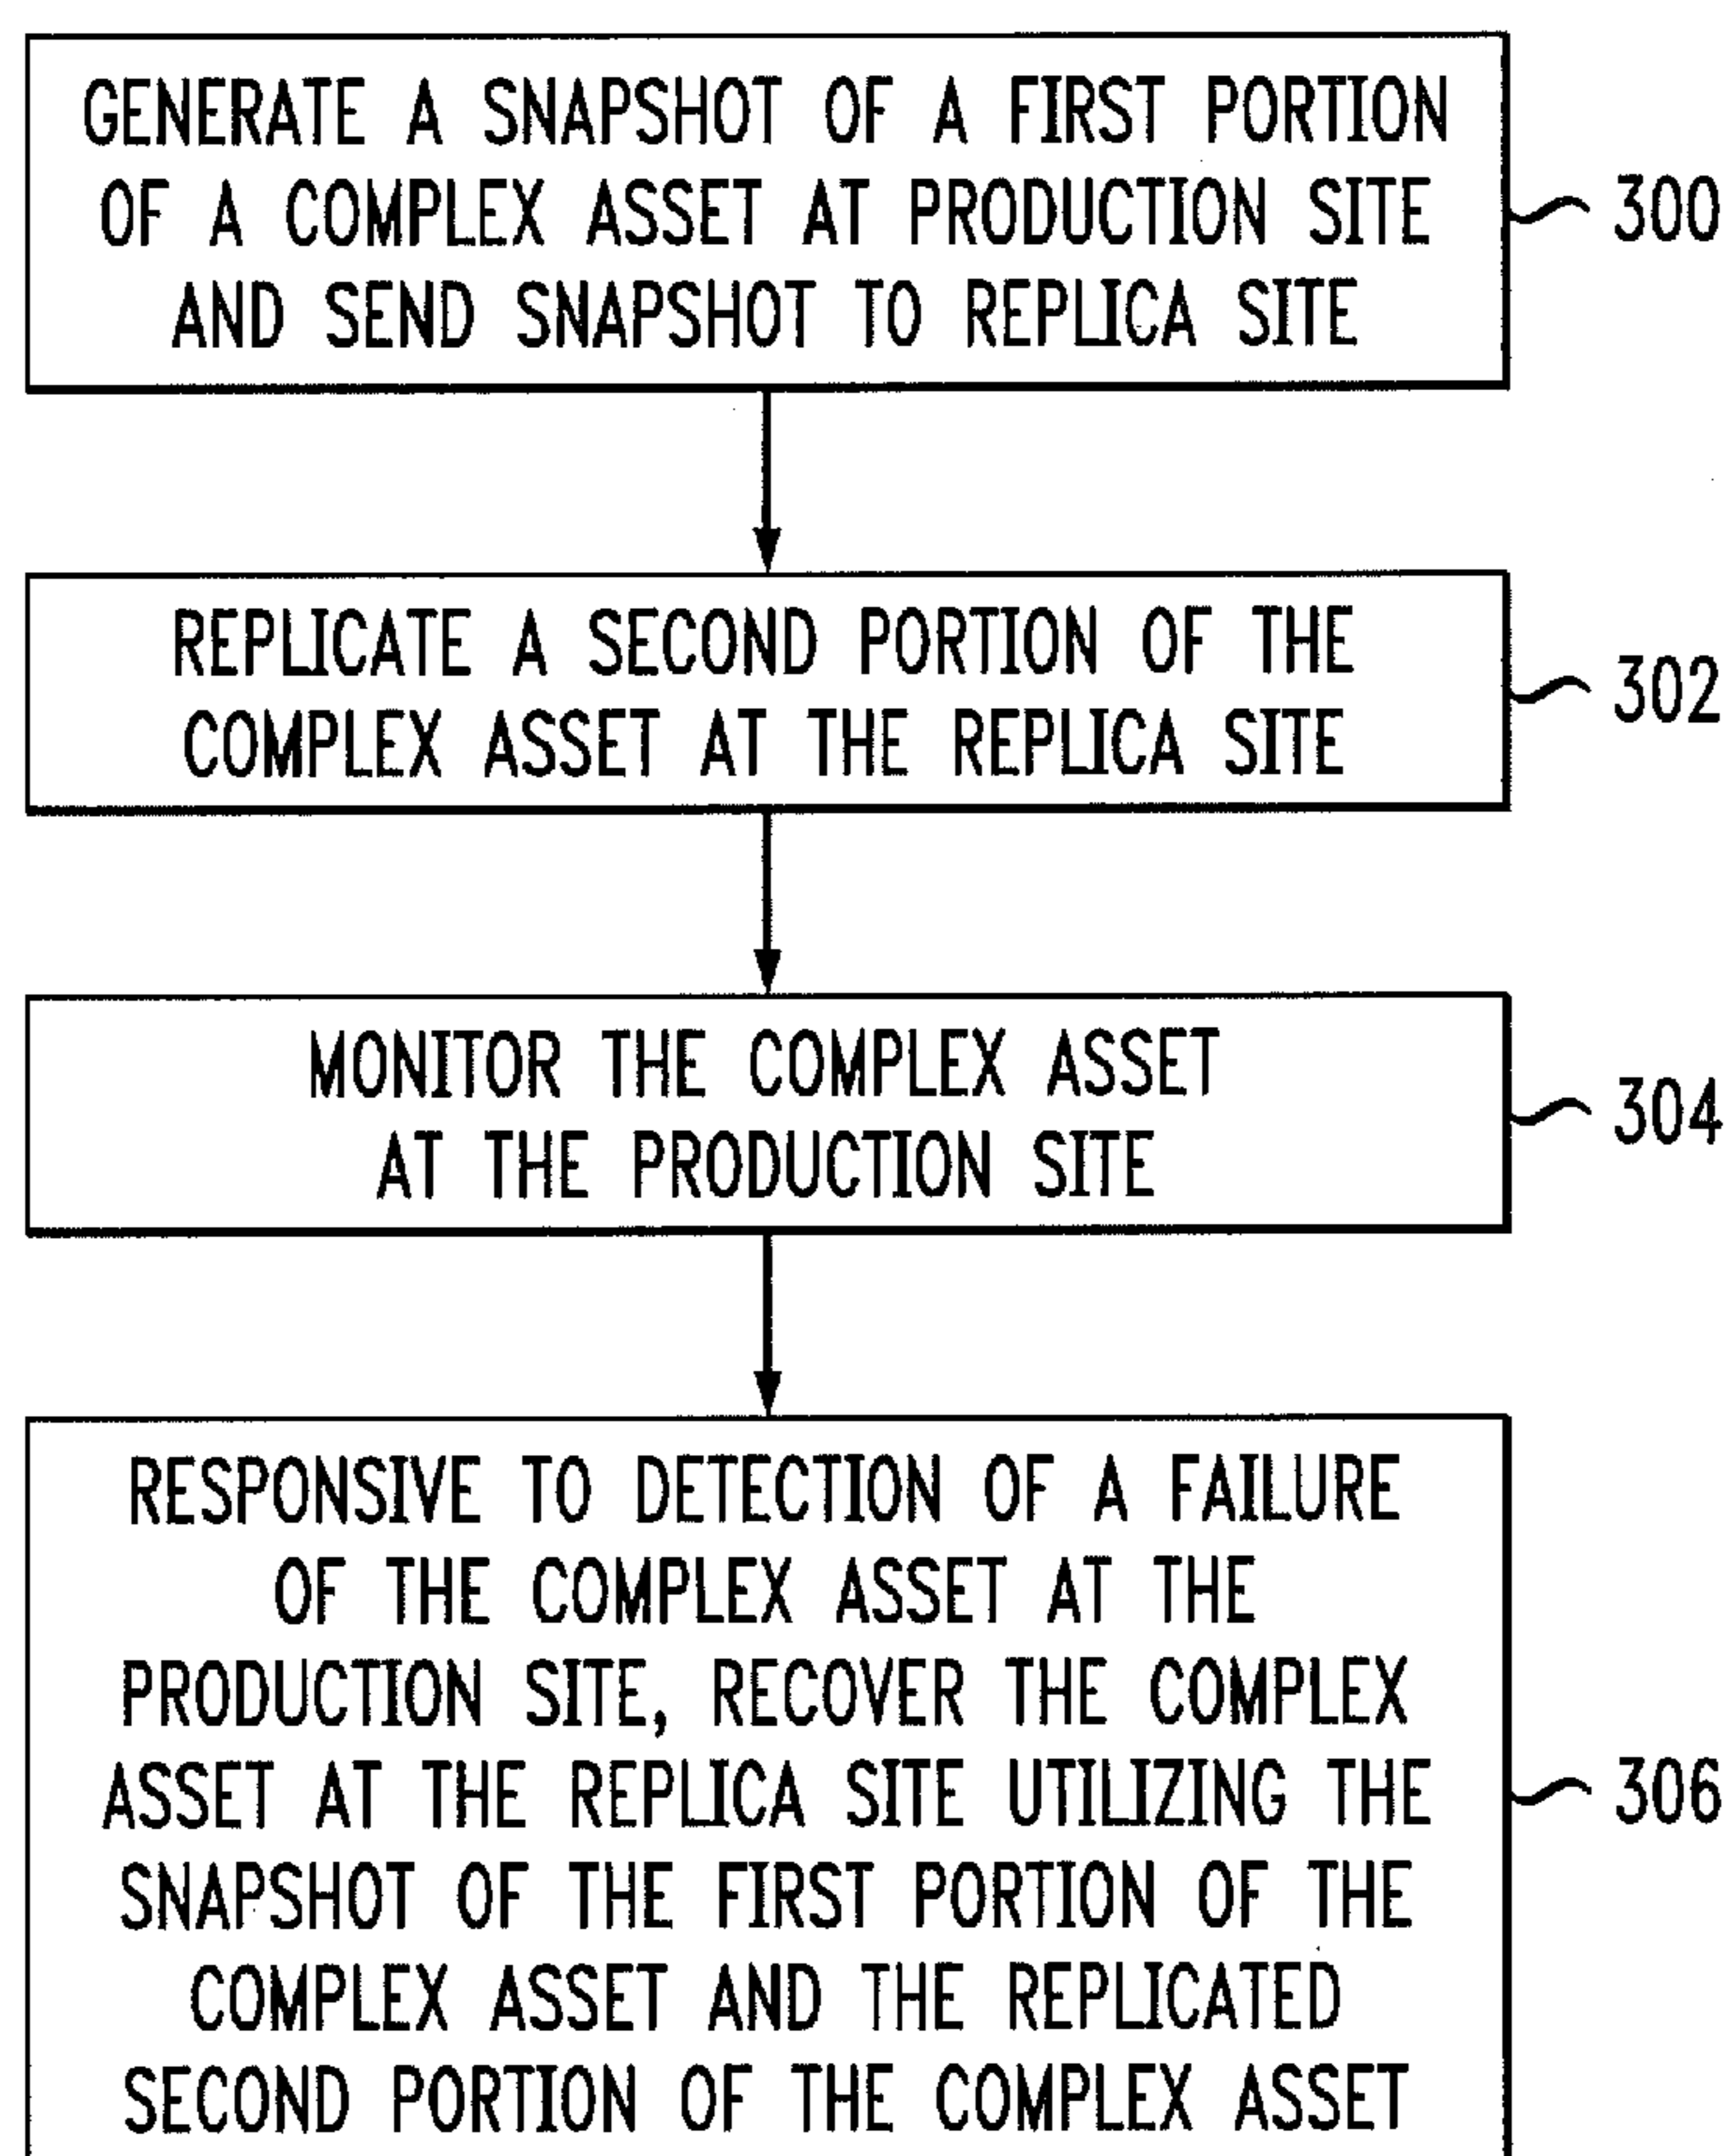 GENERATE A SNAPSHOT OF A FIRST PORTION
OF A COMPLEX ASSET AT PRODUCTION SITE
AND SEND SNAPSHOT TO REPLICA SITE
300
REPLICATE A SECOND PORTION OF THE
COMPLEX ASSET AT THE REPLICA SITE
302
MONITOR THE COMPLEX ASSET
AT THE PRODUCTION SITE
304
RESPONSIVE TO DETECTION OF A FAILURE
OF THE COMPLEX ASSET AT THE
PRODUCTION SITE, RECOVER THE COMPLEX
ASSET AT THE REPLICA SITE UTILIZING THE
SNAPSHOT OF THE FIRST PORTION OF THE
COMPLEX ASSET AND THE REPLICATED
SECOND PORTION OF THE COMPLEX ASSET
306